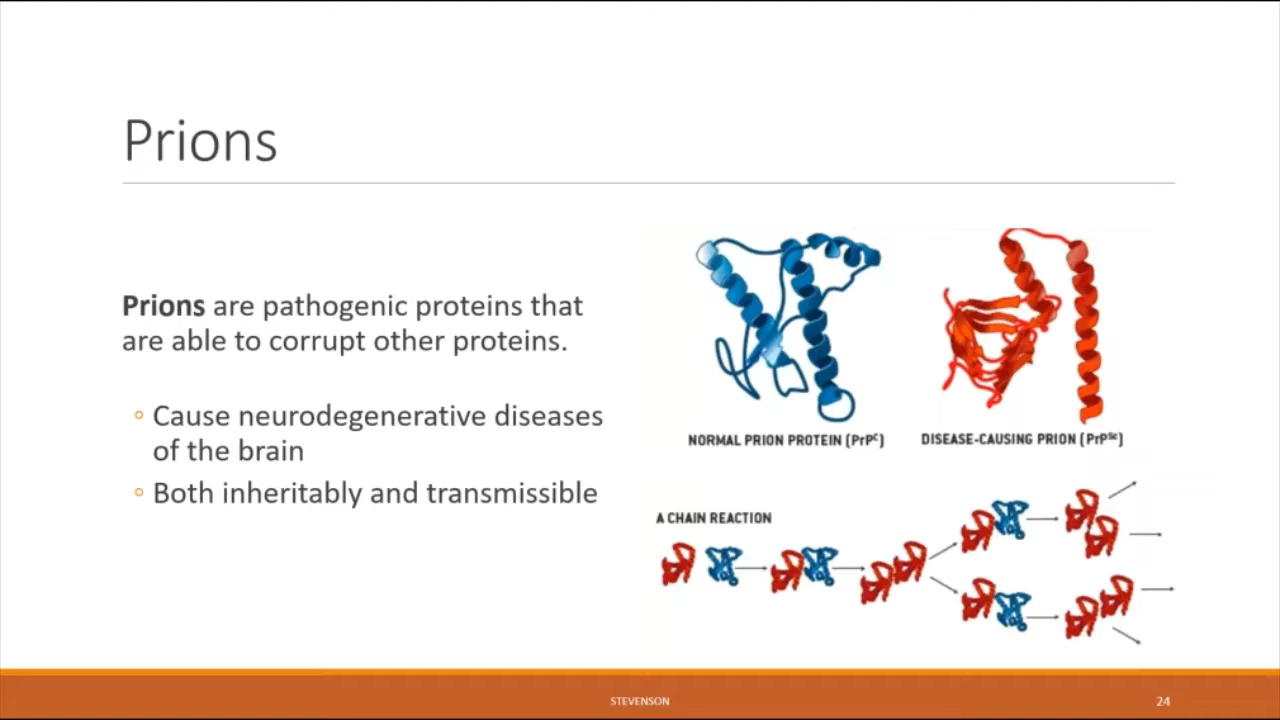 Prions
Prions are pathogenic proteins that
are able to corrupt other proteins.
◦ Cause neurodegenerative diseases
of the brain
◦ Both inheritably and transmissible
NORMAL PRION PROTEIN (PrPᶜ)
DISEASE-CAUSING PRION (PrPˢᶜ)
A CHAIN REACTION
STEVENSON
24